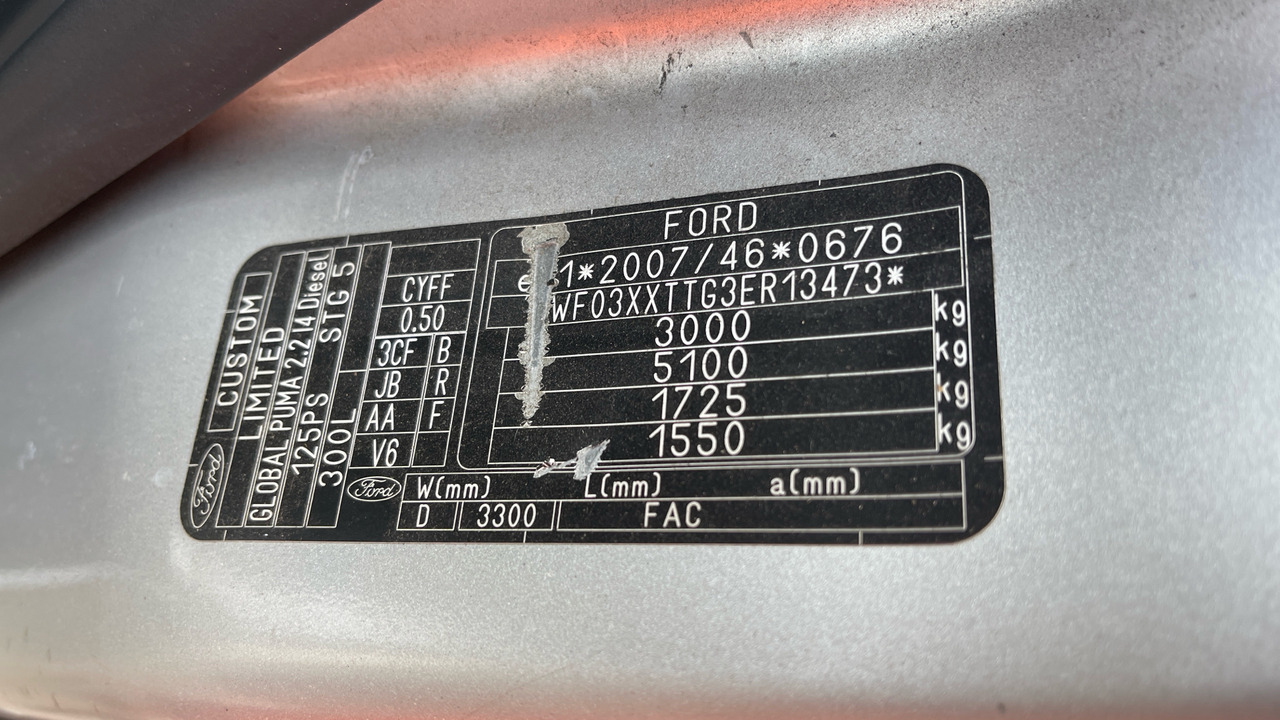 FORD
e 1*2007/46*0676
WF03XXTTG3ER13473*
3000 kg
5100 kg
1725 kg
1550 kg
CYFF
0.50
3CF B
JB R
AA F
V6
Ford
CUSTOM
LIMITED
GLOBAL PUMA 2.2 I4 Diesel
125PS STG 5
300L
Ford W(mm) L(mm) a(mm)
D 3300 FAC